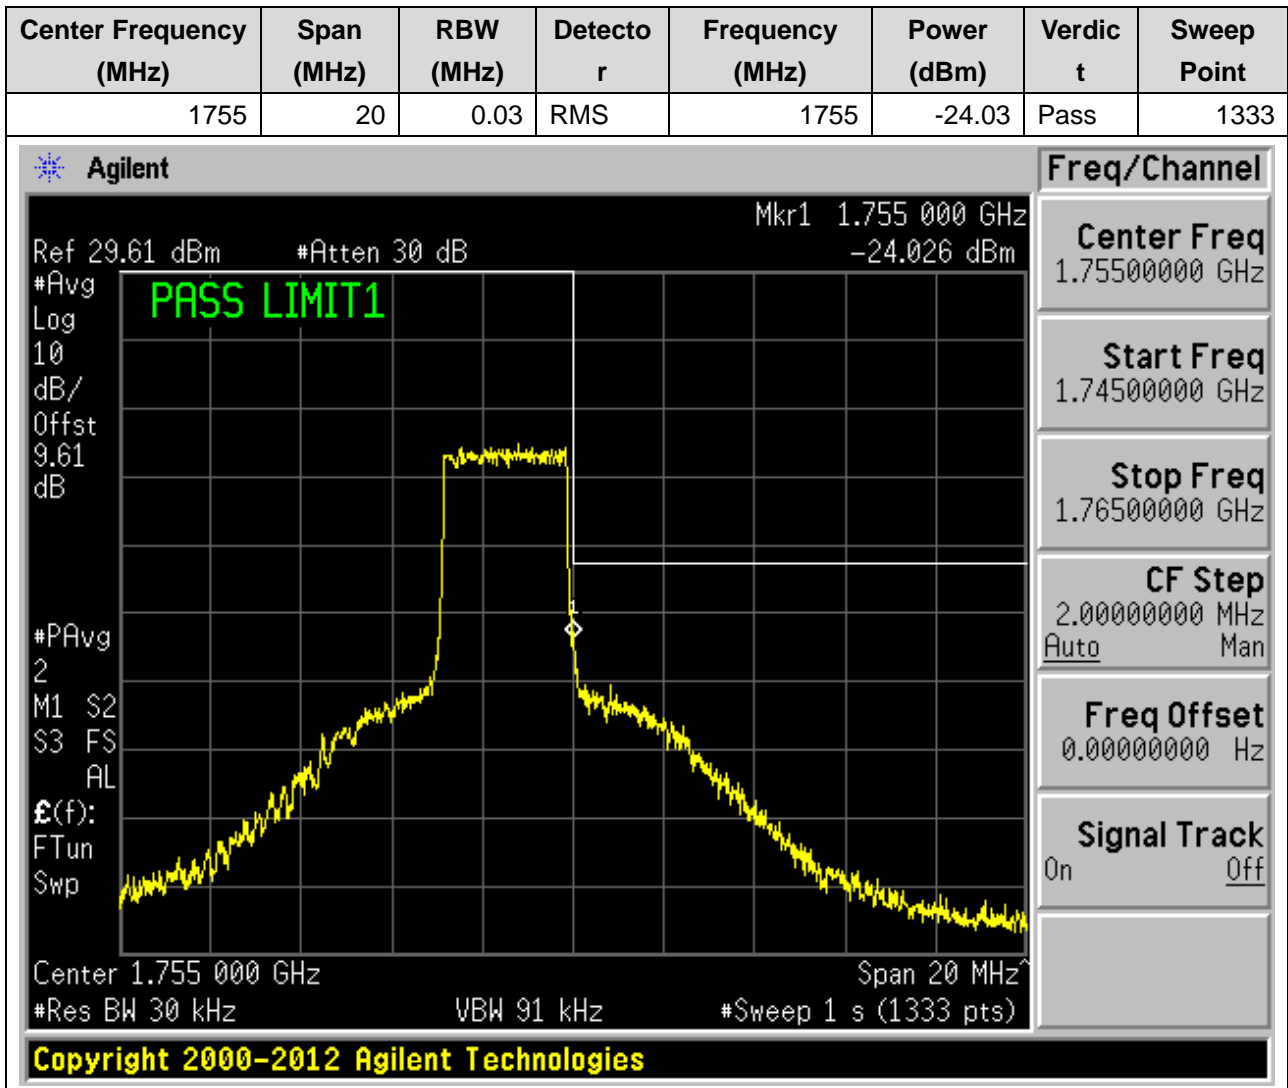 Center Frequency (MHz) Span (MHz) RBW (MHz) Detector Frequency (MHz) Power (dBm) Verdict Sweep Point
1755 20 0.03 RMS 1755 -24.03 Pass 1333
Agilent
Freq/Channel
Mkr1 1.755 000 GHz
Ref 29.61 dBm #Atten 30 dB -24.026 dBm
#Avg
Log
10
dB/
Offst
9.61
dB
PASS LIMIT1
1
#PAvg
2
M1 S2
S3 FS
AL
£(f):
FTun
Swp
Center 1.755 000 GHz Span 20 MHz^
#Res BW 30 kHz VBW 91 kHz #Sweep 1 s (1333 pts)
Center Freq
1.75500000 GHz
Start Freq
1.74500000 GHz
Stop Freq
1.76500000 GHz
CF Step
2.00000000 MHz
Auto Man
Freq Offset
0.00000000 Hz
Signal Track
On Off
Copyright 2000-2012 Agilent Technologies